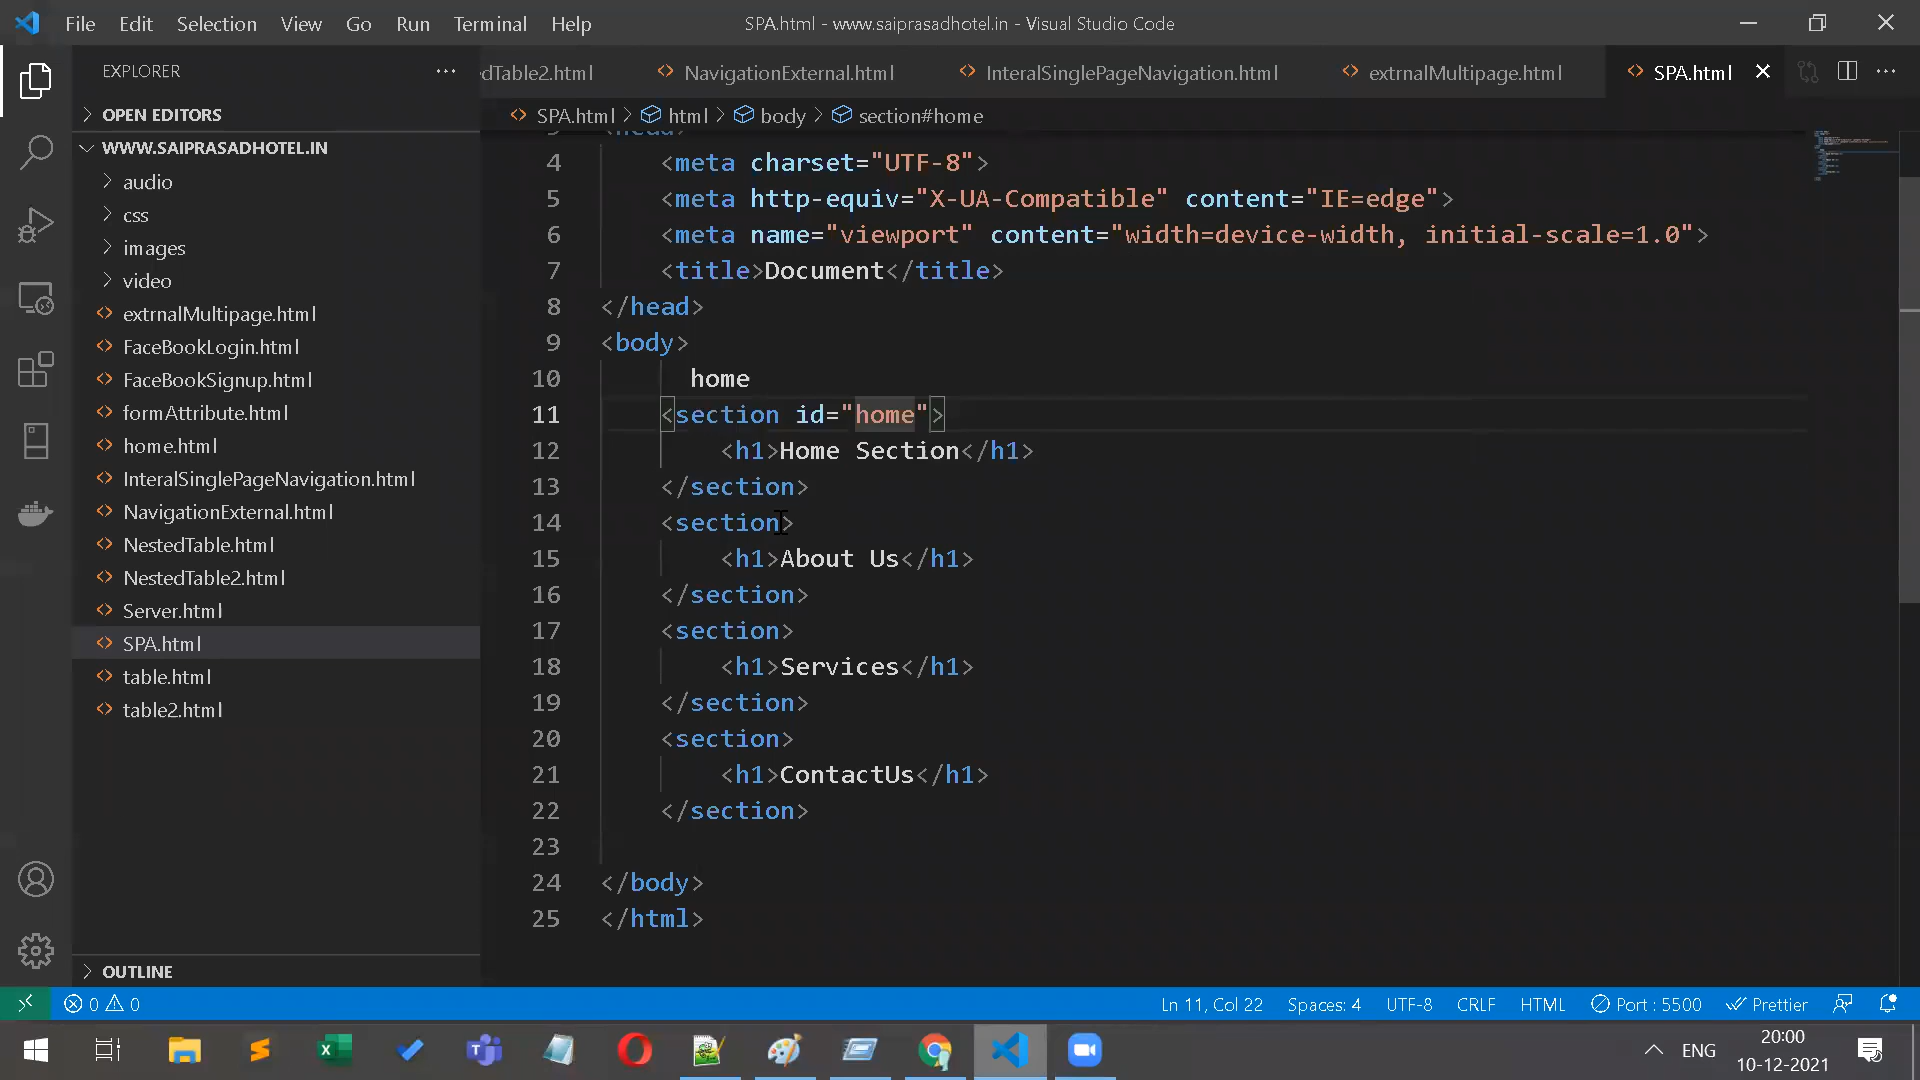 File Edit Selection View Go Run Terminal Help
SPA.html - www.saiprasadhotel.in - Visual Studio Code
EXPLORER
OPEN EDITORS
WWW.SAIPRASADHOTEL.IN
audio
css
images
video
extrnalMultipage.html
FaceBookLogin.html
FaceBookSignup.html
formAttribute.html
home.html
InteralSinglePageNavigation.html
NavigationExternal.html
NestedTable.html
NestedTable2.html
Server.html
SPA.html
table.html
table2.html
OUTLINE
dTable2.html NavigationExternal.html InteralSinglePageNavigation.html extrnalMultipage.html SPA.html
SPA.html > html > body > section#home
3 <head>
4 <meta charset="UTF-8">
5 <meta http-equiv="X-UA-Compatible" content="IE=edge">
6 <meta name="viewport" content="width=device-width, initial-scale=1.0">
7 <title>Document</title>
8 </head>
9 <body>
10 home
11 <section id="home">
12 <h1>Home Section</h1>
13 </section>
14 <section>
15 <h1>About Us</h1>
16 </section>
17 <section>
18 <h1>Services</h1>
19 </section>
20 <section>
21 <h1>ContactUs</h1>
22 </section>
23
24 </body>
25 </html>
0 0 Ln 11, Col 22 Spaces: 4 UTF-8 CRLF HTML Port : 5500 Prettier
ENG
20:00
10-12-2021